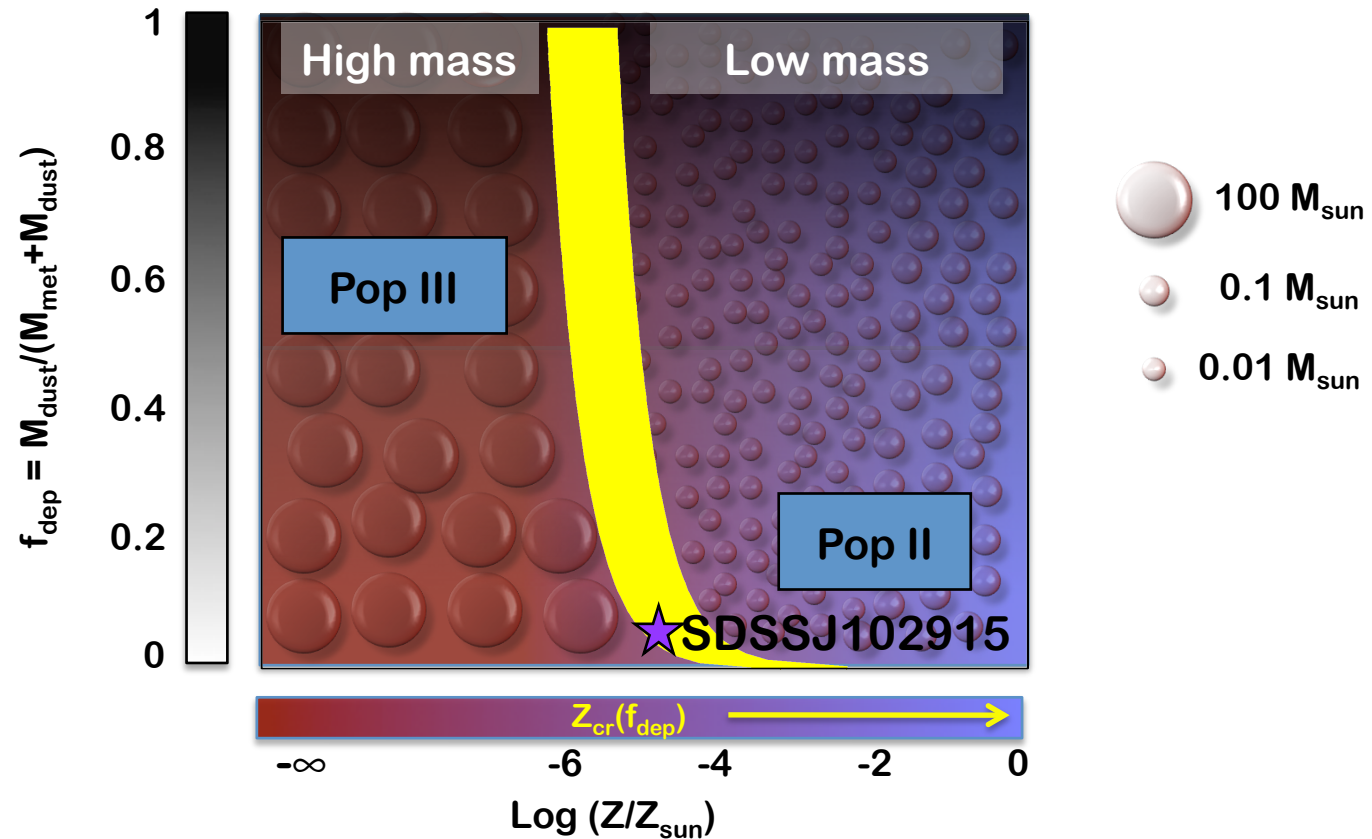 1
0.8
0.6
0.4
0.2
0
f_dep = M_dust/(M_met+M_dust)
High mass
Low mass
Pop III
Pop II
SDSSJ102915
100 M_sun
0.1 M_sun
0.01 M_sun
Z_cr(f_dep)
-∞ -6 -4 -2 0
Log (Z/Z_sun)